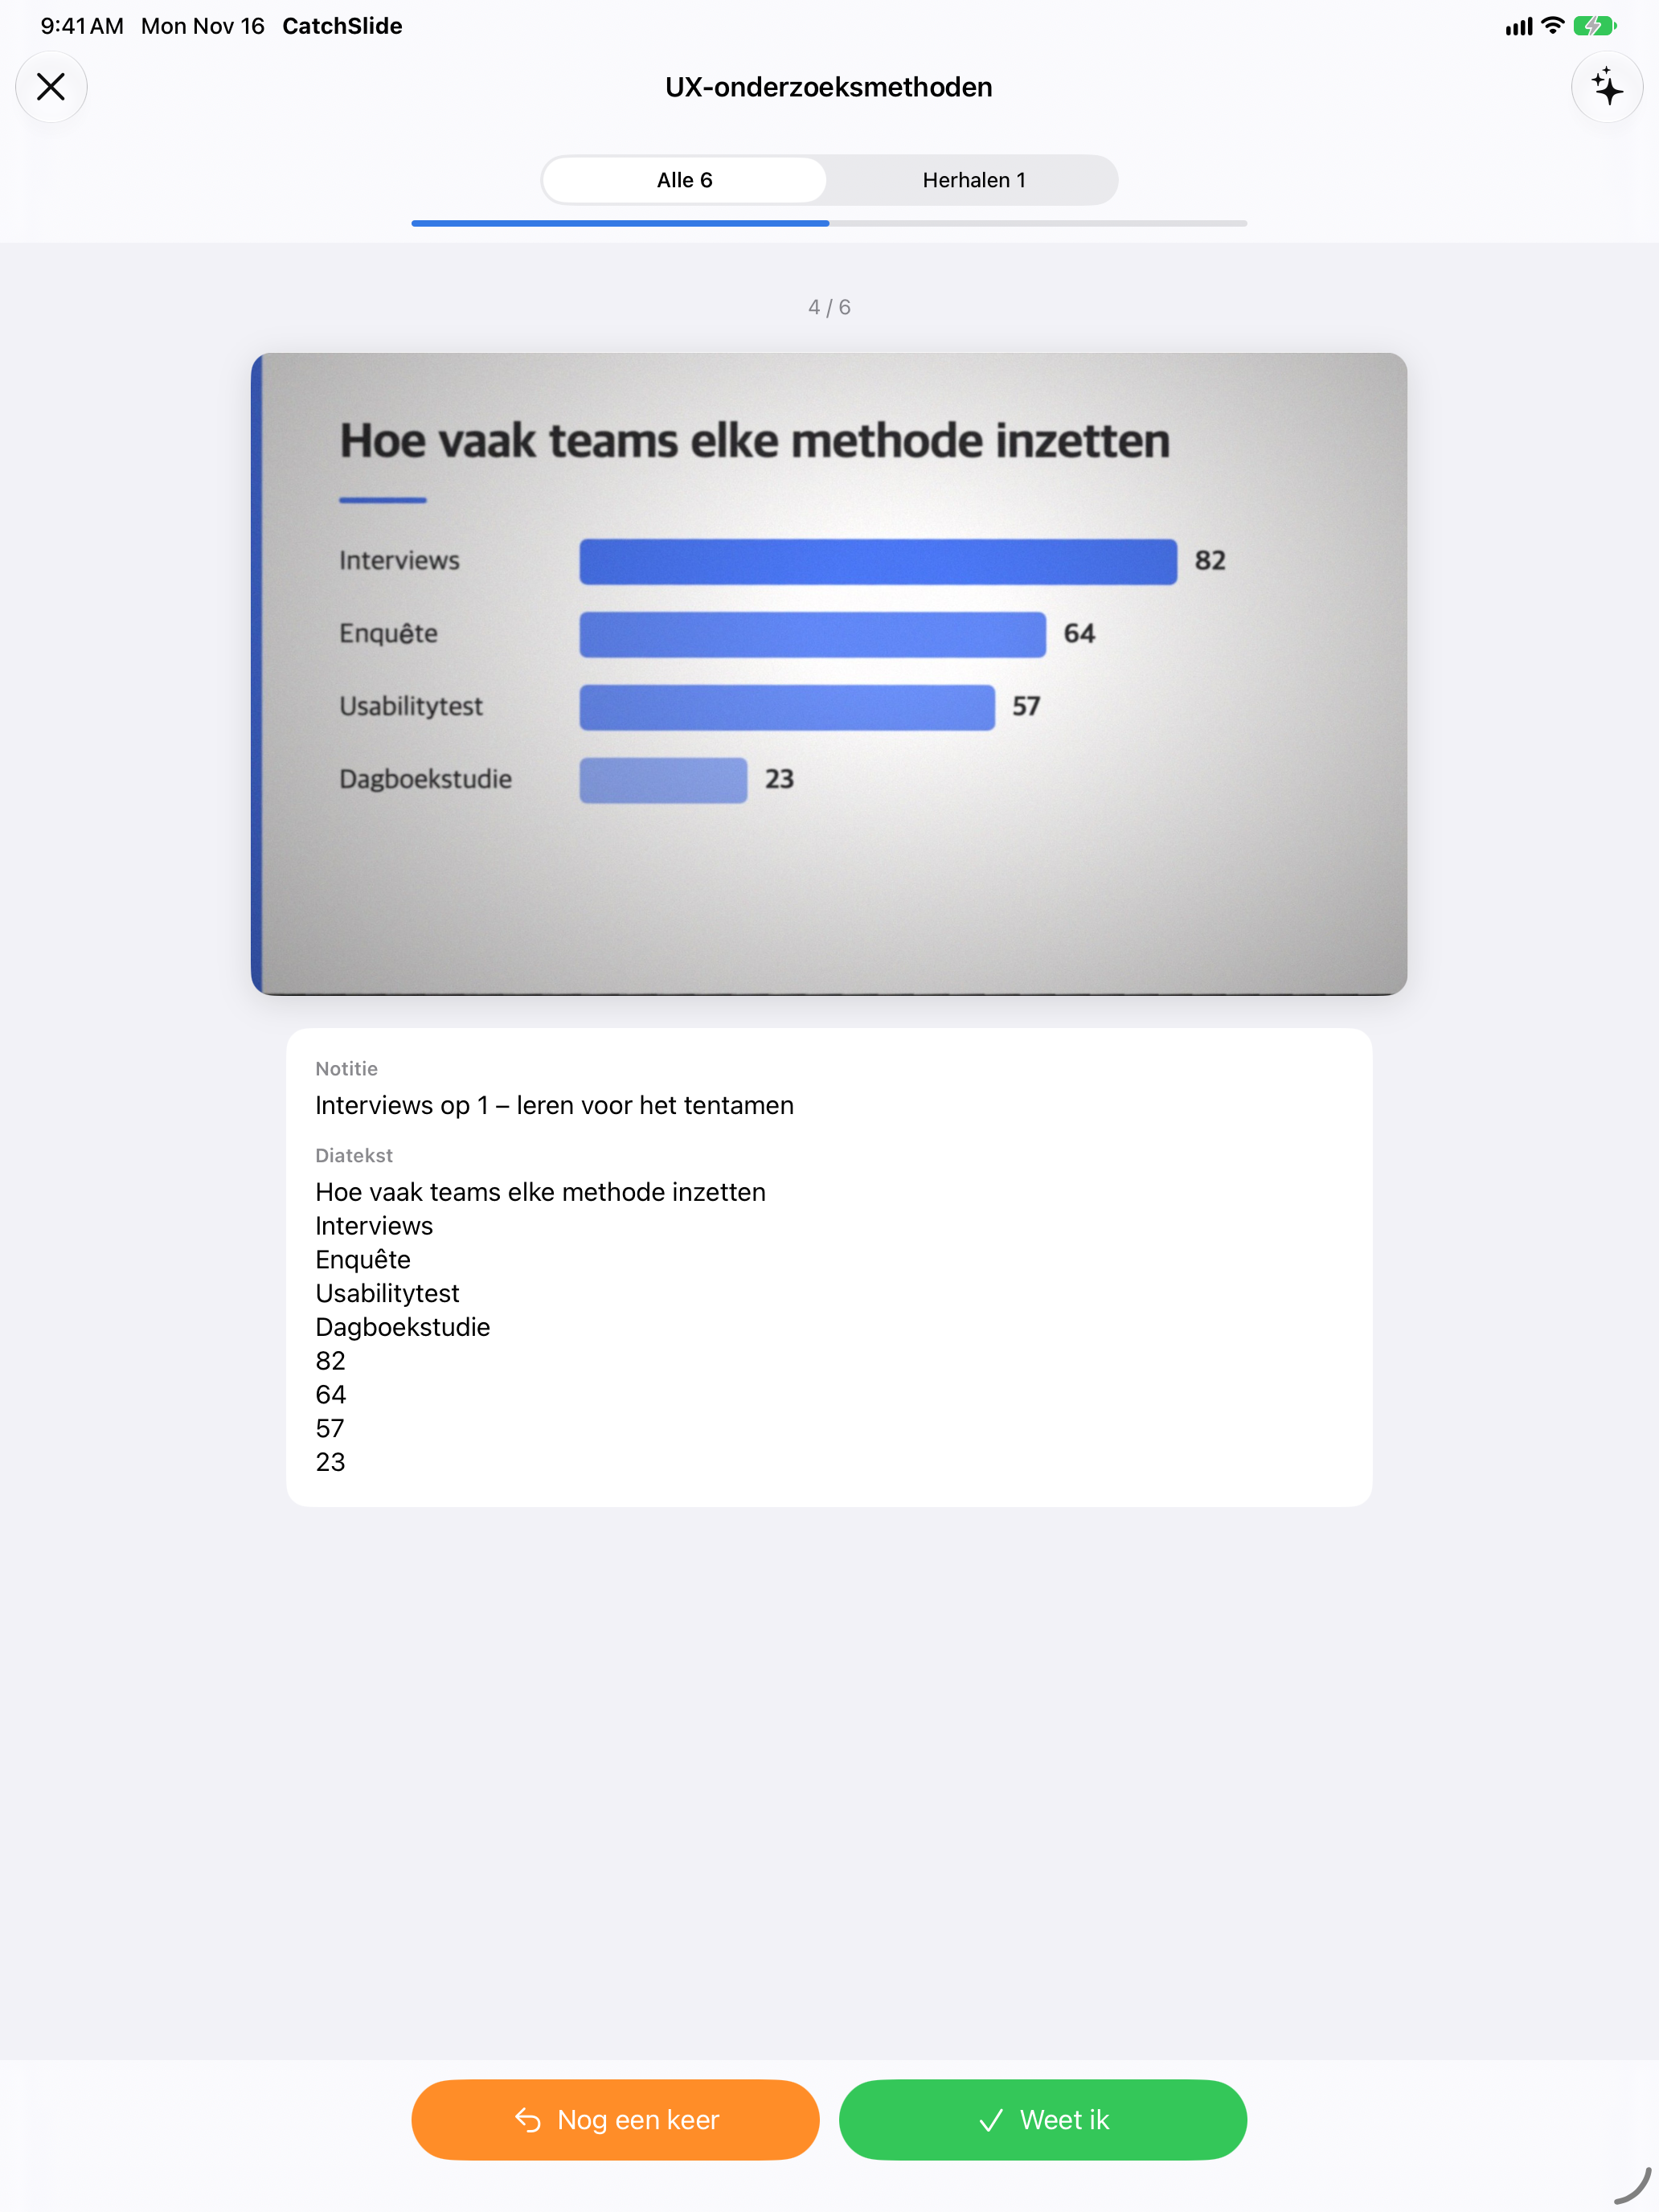 9:41 AM Mon Nov 16 CatchSlide
UX-onderzoeksmethoden
Alle 6 Herhalen 1
4 / 6
Hoe vaak teams elke methode inzetten
Interviews 82
Enquête 64
Usabilitytest 57
Dagboekstudie 23
Notitie
Interviews op 1 – leren voor het tentamen
Diatekst
Hoe vaak teams elke methode inzetten
Interviews
Enquête
Usabilitytest
Dagboekstudie
82
64
57
23
Nog een keer Weet ik